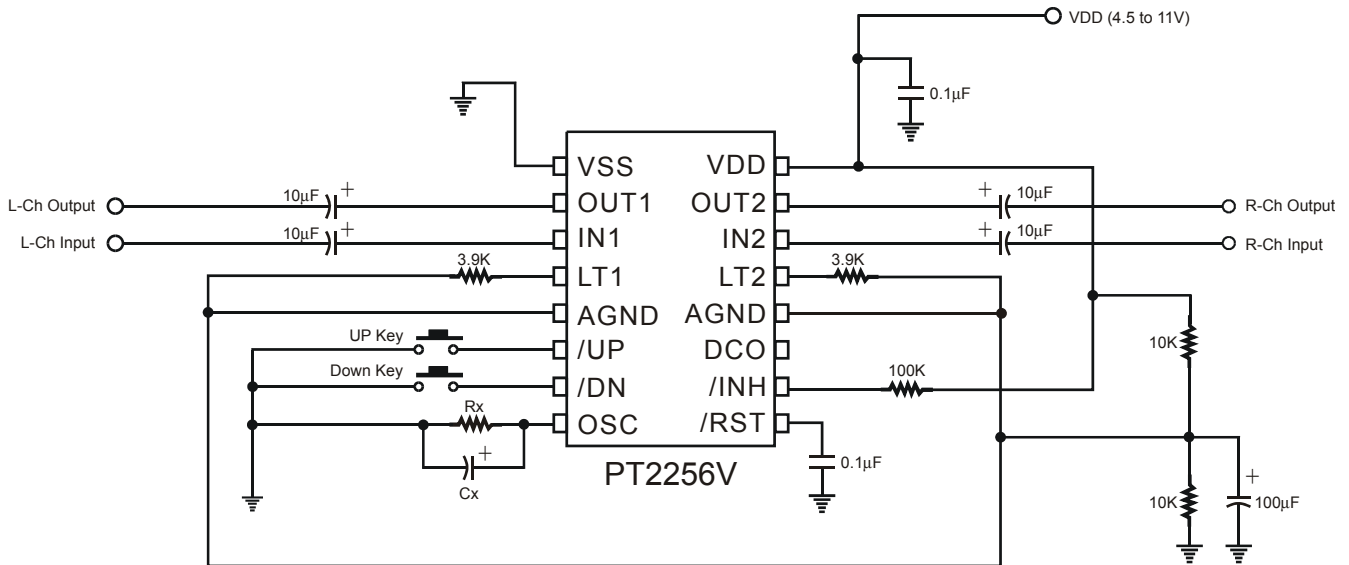 VDD (4.5 to 11V)
0.1µF
VSS
VDD
L-Ch Output
10µF
+
OUT1
OUT2
+
10µF
R-Ch Output
L-Ch Input
10µF
+
IN1
IN2
+
10µF
R-Ch Input
3.9K
LT1
LT2
3.9K
AGND
AGND
UP Key
/UP
DCO
10K
Down Key
/DN
/INH
100K
Rx
OSC
/RST
+
Cx
PT2256V
0.1µF
10K
+
100µF